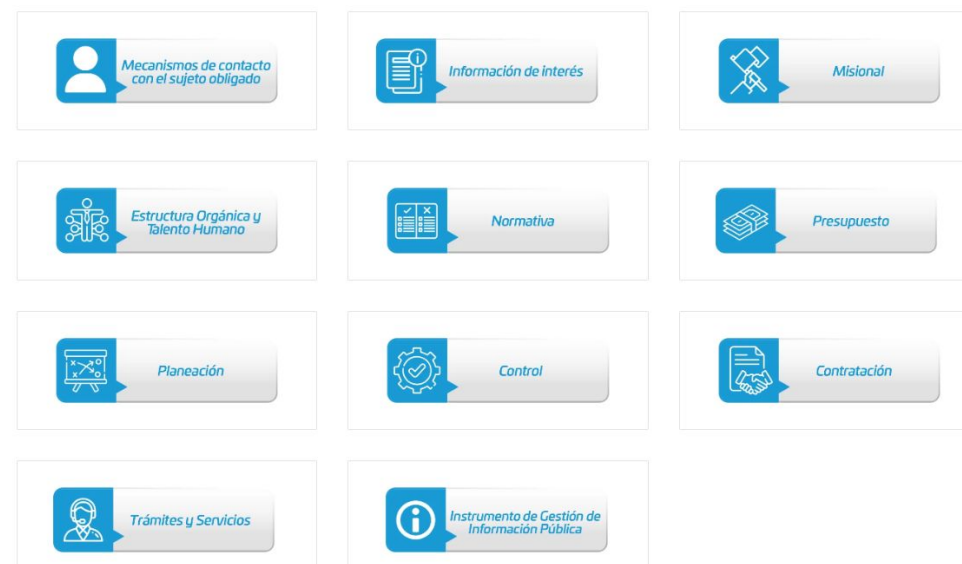 Mecanismos de contacto
con el sujeto obligado
Información de interés
Misional
Estructura Orgánica y
Talento Humano
Normativa
Presupuesto
Planeación
Control
Contratación
Trámites y Servicios
Instrumento de Gestión de
Información Pública